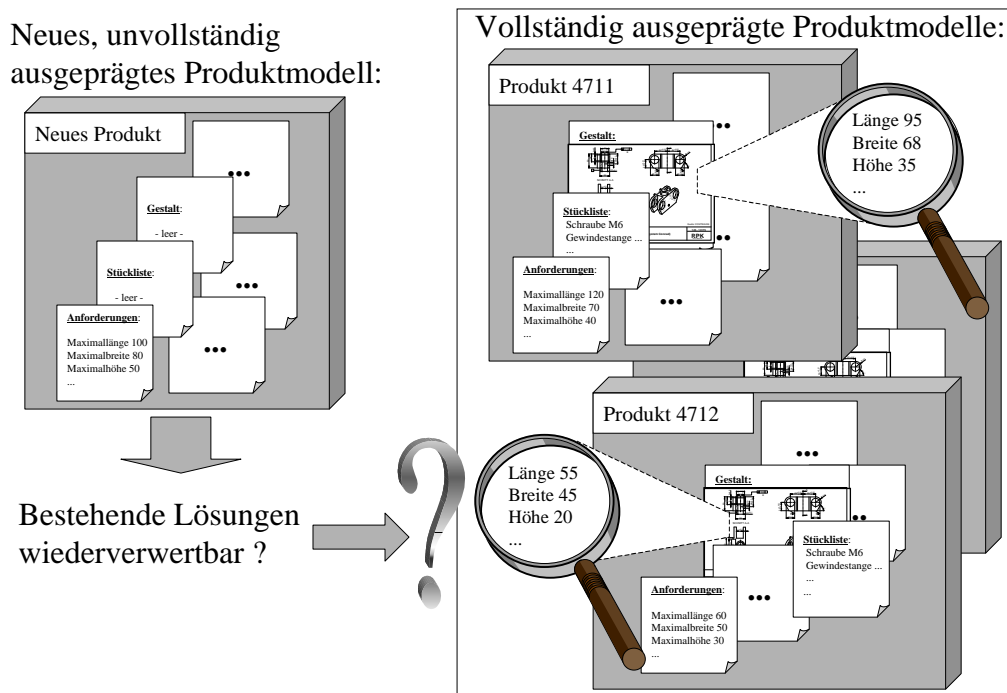 Neues, unvollständig
ausgeprägtes Produktmodell:
Neues Produkt
•••
Gestalt:
- leer -
Stückliste:
- leer -
•••
Anforderungen:
Maximallänge 100
Maximalbreite 80
Maximalhöhe 50
...
•••
Bestehende Lösungen
wiederverwertbar ?
?
Vollständig ausgeprägte Produktmodelle:
Produkt 4711
••
Gestalt:
RPK
Stückliste:
Schraube M6
Gewindestange ...
...
••
Anforderungen:
Maximallänge 120
Maximalbreite 70
Maximalhöhe 40
...
•••
Länge 95
Breite 68
Höhe 35
...
Produkt 4712
•••
Gestalt:
••
Stückliste:
Schraube M6
Gewindestange ...
...
...
•••
Anforderungen:
Maximallänge 60
Maximalbreite 50
Maximalhöhe 30
...
Länge 55
Breite 45
Höhe 20
...